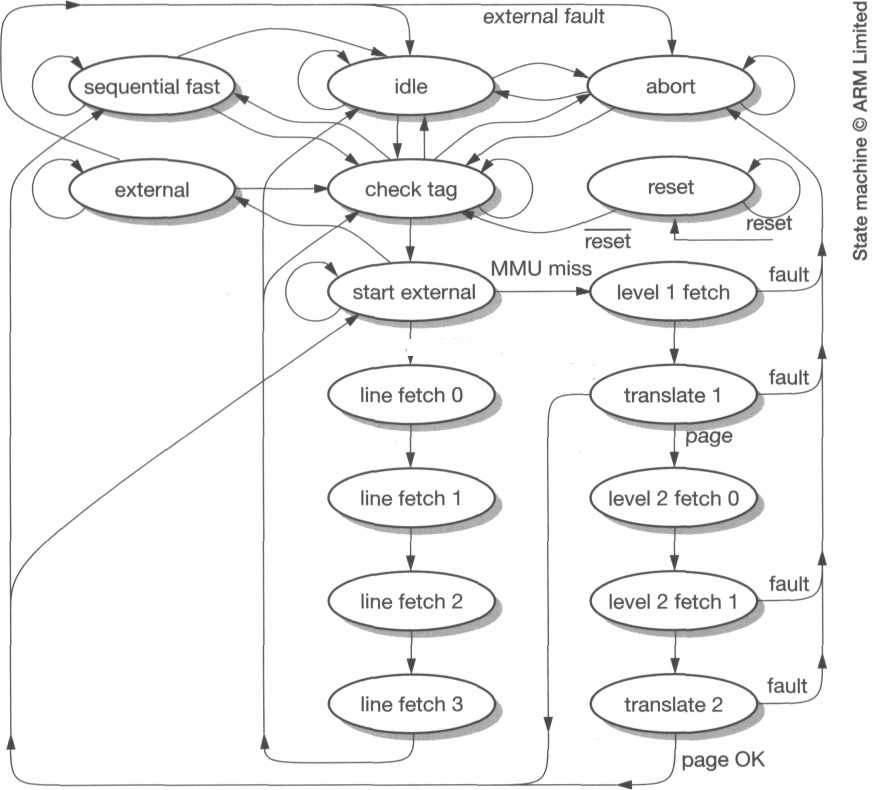 external fault
sequential fast
idle
abort
external
check tag
reset
reset
reset
MMU miss
start external
level 1 fetch
fault
line fetch 0
translate 1
fault
page
line fetch 1
level 2 fetch 0
line fetch 2
level 2 fetch 1
fault
line fetch 3
translate 2
fault
page OK
State machine © ARM Limited